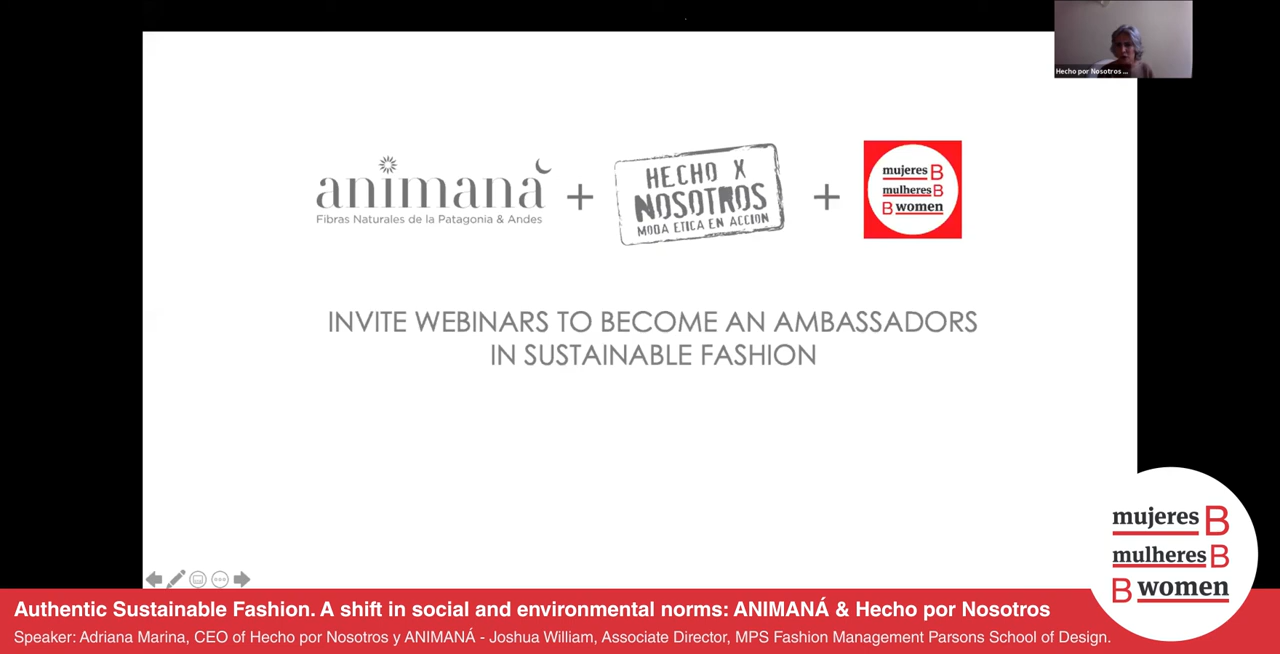 Hecho por Nosotros ...
animaná
Fibras Naturales de la Patagonia & Andes
+
HECHO X
NOSOTROS
MODA ETICA EN ACCION
+
mujeres B
mulheres B
B women
INVITE WEBINARS TO BECOME AN AMBASSADORS
IN SUSTAINABLE FASHION
mujeres B
mulheres B
B women
Authentic Sustainable Fashion. A shift in social and environmental norms: ANIMANÁ & Hecho por Nosotros
Speaker: Adriana Marina, CEO of Hecho por Nosotros y ANIMANÁ - Joshua William, Associate Director, MPS Fashion Management Parsons School of Design.